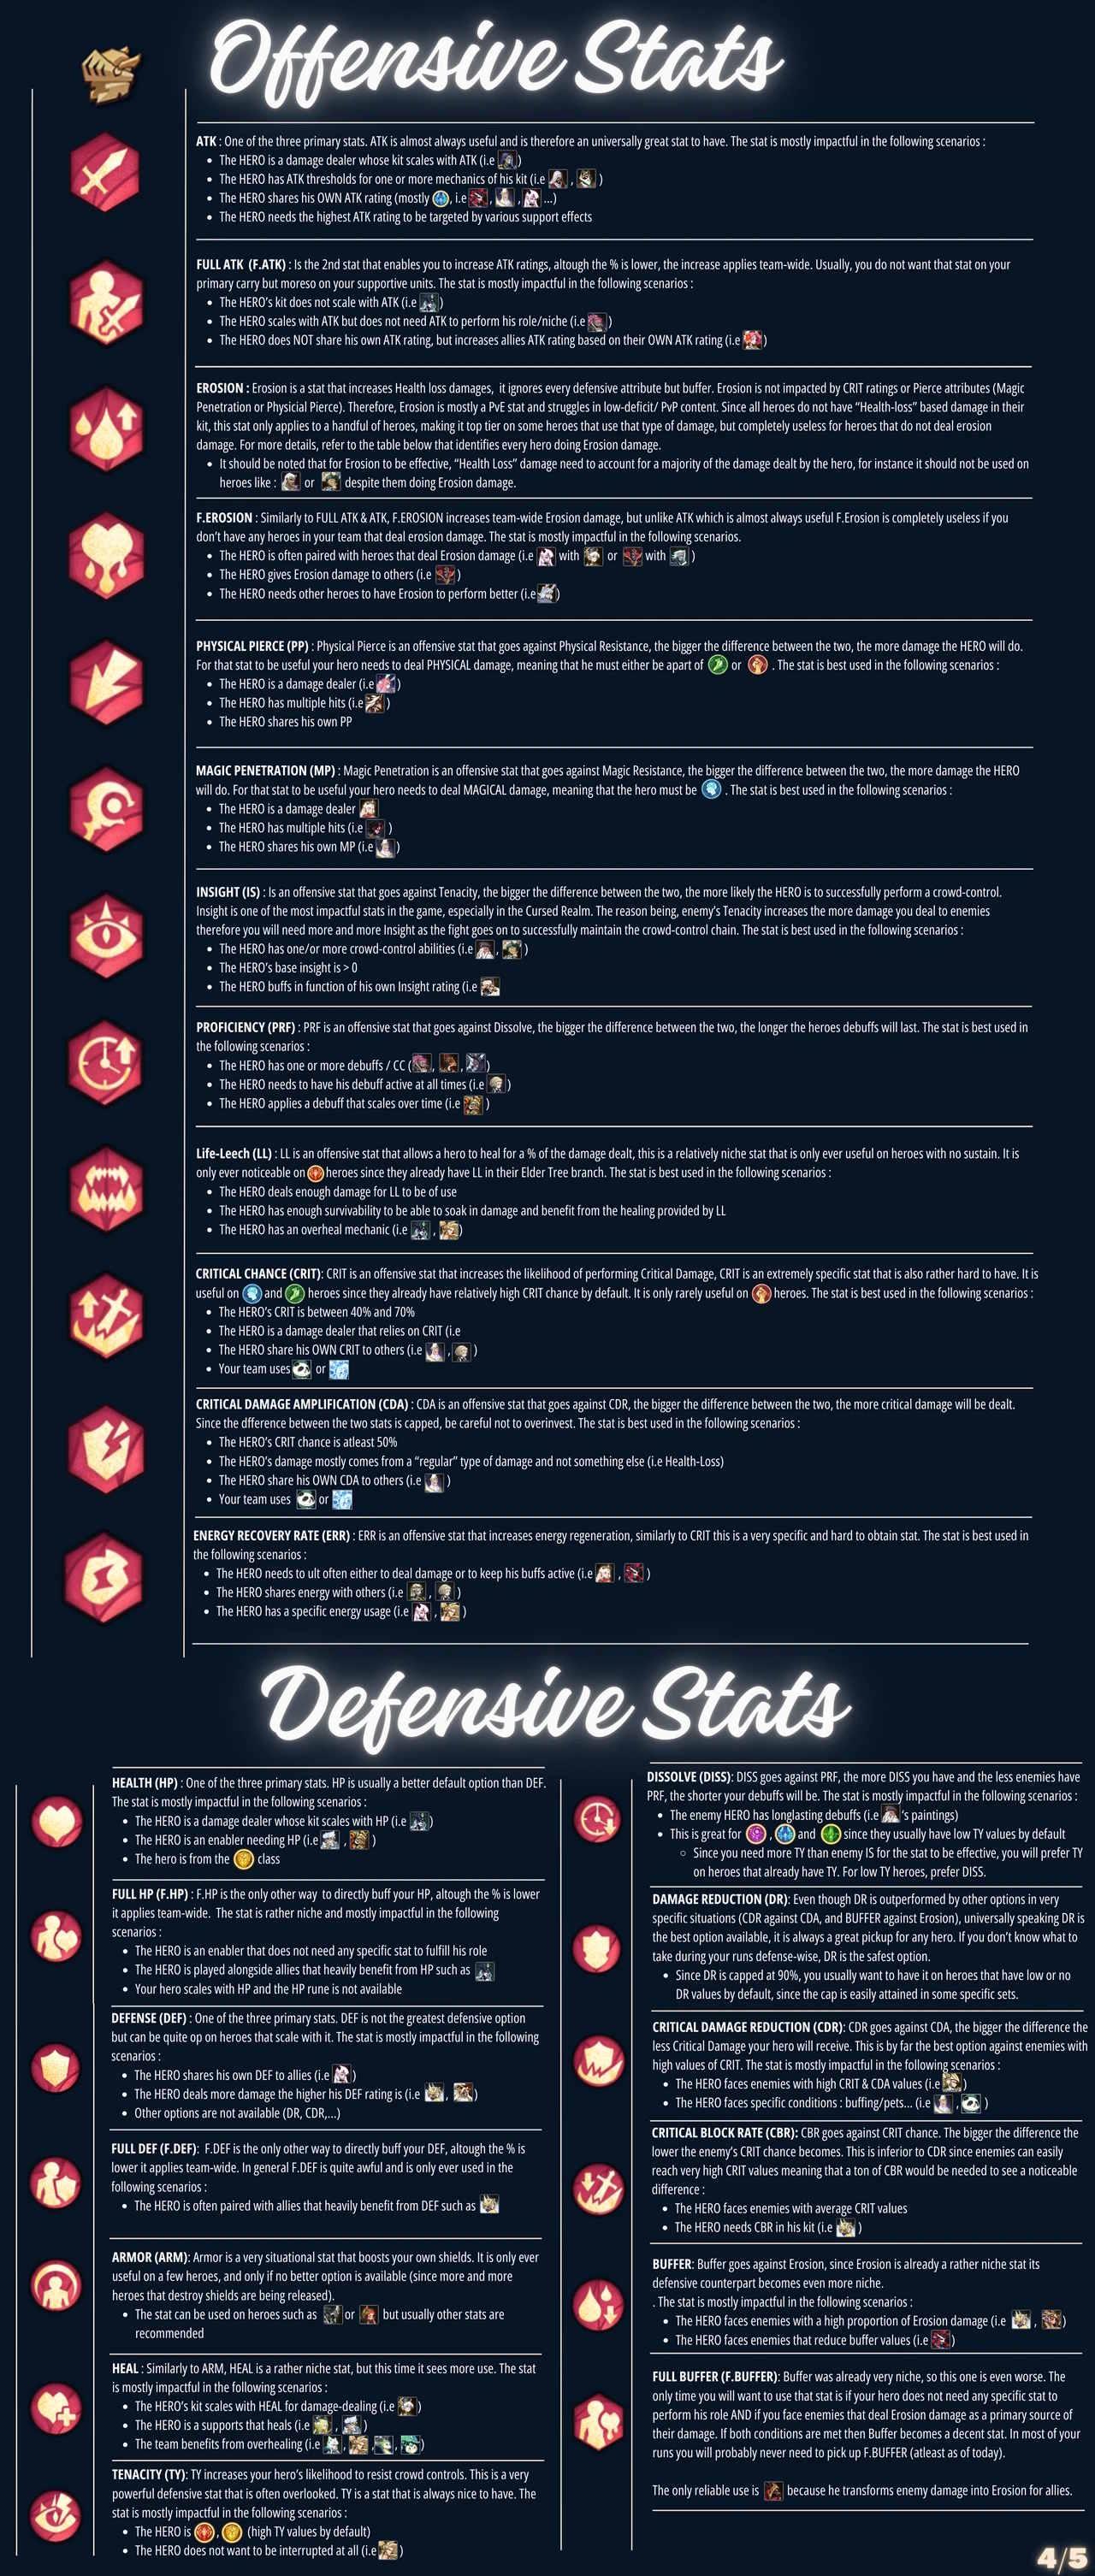 Offensive Stats
ATK : One of the three primary stats. ATK is almost always useful and is therefore an universally great stat to have. The stat is mostly impactful in the following scenarios :
• The HERO is a damage dealer whose kit scales with ATK (i.e )
• The HERO has ATK thresholds for one or more mechanics of his kit (i.e , )
• The HERO shares his OWN ATK rating (mostly , i.e , , ...)
• The HERO needs the highest ATK rating to be targeted by various support effects
FULL ATK (F.ATK) : Is the 2nd stat that enables you to increase ATK ratings, altough the % is lower, the increase applies team-wide. Usually, you do not want that stat on your
primary carry but moreso on your supportive units. The stat is mostly impactful in the following scenarios :
• The HERO's kit does not scale with ATK (i.e )
• The HERO scales with ATK but does not need ATK to perform his role/niche (i.e )
• The HERO does NOT share his own ATK rating, but increases allies ATK rating based on their OWN ATK rating (i.e )
EROSION : Erosion is a stat that increases Health loss damages, it ignores every defensive attribute but buffer. Erosion is not impacted by CRIT ratings or Pierce attributes (Magic
Penetration or Physicial Pierce). Therefore, Erosion is mostly a PvE stat and struggles in low-deficit/ PvP content. Since all heroes do not have "Health-loss" based damage in their
kit, this stat only applies to a handful of heroes, making it top tier on some heroes that use that type of damage, but completely useless for heroes that do not deal erosion
damage. For more details, refer to the table below that identifies every hero doing Erosion damage.
• It should be noted that for Erosion to be effective, "Health Loss" damage need to account for a majority of the damage dealt by the hero, for instance it should not be used on
heroes like : or despite them doing Erosion damage.
F.EROSION : Similarly to FULL ATK & ATK, F.EROSION increases team-wide Erosion damage, but unlike ATK which is almost always useful F.Erosion is completely useless if you
don't have any heroes in your team that deal erosion damage. The stat is mostly impactful in the following scenarios.
• The HERO is often paired with heroes that deal Erosion damage (i.e with or with )
• The HERO gives Erosion damage to others (i.e )
• The HERO needs other heroes to have Erosion to perform better (i.e )
PHYSICAL PIERCE (PP) : Physical Pierce is an offensive stat that goes against Physical Resistance, the bigger the difference between the two, the more damage the HERO will do.
For that stat to be useful your hero needs to deal PHYSICAL damage, meaning that he must either be apart of or . The stat is best used in the following scenarios :
• The HERO is a damage dealer (i.e )
• The HERO has multiple hits (i.e )
• The HERO shares his own PP
MAGIC PENETRATION (MP) : Magic Penetration is an offensive stat that goes against Magic Resistance, the bigger the difference between the two, the more damage the HERO
will do. For that stat to be useful your hero needs to deal MAGICAL damage, meaning that the hero must be . The stat is best used in the following scenarios :
• The HERO is a damage dealer
• The HERO has multiple hits (i.e )
• The HERO shares his own MP (i.e )
INSIGHT (IS) : Is an offensive stat that goes against Tenacity, the bigger the difference between the two, the more likely the HERO is to successfully perform a crowd-control.
Insight is one of the most impactful stats in the game, especially in the Cursed Realm. The reason being, enemy's Tenacity increases the more damage you deal to enemies
therefore you will need more and more Insight as the fight goes on to successfully maintain the crowd-control chain. The stat is best used in the following scenarios :
• The HERO has one/or more crowd-control abilities (i.e , )
• The HERO's base insight is > 0
• The HERO buffs in function of his own Insight rating (i.e
PROFICIENCY (PRF) : PRF is an offensive stat that goes against Dissolve, the bigger the difference between the two, the longer the heroes debuffs will last. The stat is best used in
the following scenarios :
• The HERO has one or more debuffs / CC ( , , )
• The HERO needs to have his debuff active at all times (i.e )
• The HERO applies a debuff that scales over time (i.e )
Life-Leech (LL) : LL is an offensive stat that allows a hero to heal for a % of the damage dealt, this is a relatively niche stat that is only ever useful on heroes with no sustain. It is
only ever noticeable on heroes since they already have LL in their Elder Tree branch. The stat is best used in the following scenarios :
• The HERO deals enough damage for LL to be of use
• The HERO has enough survivability to be able to soak in damage and benefit from the healing provided by LL
• The HERO has an overheal mechanic (i.e , )
CRITICAL CHANCE (CRIT): CRIT is an offensive stat that increases the likelihood of performing Critical Damage, CRIT is an extremely specific stat that is also rather hard to have. It is
useful on and heroes since they already have relatively high CRIT chance by default. It is only rarely useful on heroes. The stat is best used in the following scenarios :
• The HERO's CRIT is between 40% and 70%
• The HERO is a damage dealer that relies on CRIT (i.e
• The HERO share his OWN CRIT to others (i.e , )
• Your team uses or
CRITICAL DAMAGE AMPLIFICATION (CDA) : CDA is an offensive stat that goes against CDR, the bigger the difference between the two, the more critical damage will be dealt.
Since the dfference between the two stats is capped, be careful not to overinvest. The stat is best used in the following scenarios :
• The HERO's CRIT chance is atleast 50%
• The HERO's damage mostly comes from a "regular" type of damage and not something else (i.e Health-Loss)
• The HERO share his OWN CDA to others (i.e )
• Your team uses or
ENERGY RECOVERY RATE (ERR) : ERR is an offensive stat that increases energy regeneration, similarly to CRIT this is a very specific and hard to obtain stat. The stat is best used in
the following scenarios :
• The HERO needs to ult often either to deal damage or to keep his buffs active (i.e , )
• The HERO shares energy with others (i.e , )
• The HERO has a specific energy usage (i.e , )
Defensive Stats
HEALTH (HP) : One of the three primary stats. HP is usually a better default option than DEF.
The stat is mostly impactful in the following scenarios :
• The HERO is a damage dealer whose kit scales with HP (i.e )
• The HERO is an enabler needing HP (i.e , )
• The hero is from the class
FULL HP (F.HP) : F.HP is the only other way to directly buff your HP, altough the % is lower
it applies team-wide. The stat is rather niche and mostly impactful in the following
scenarios :
• The HERO is an enabler that does not need any specific stat to fulfill his role
• The HERO is played alongside allies that heavily benefit from HP such as
• Your hero scales with HP and the HP rune is not available
DEFENSE (DEF) : One of the three primary stats. DEF is not the greatest defensive option
but can be quite op on heroes that scale with it. The stat is mostly impactful in the following
scenarios :
• The HERO shares his own DEF to allies (i.e )
• The HERO deals more damage the higher his DEF rating is (i.e , )
• Other options are not available (DR, CDR,...)
FULL DEF (F.DEF): F.DEF is the only other way to directly buff your DEF, altough the % is
lower it applies team-wide. In general F.DEF is quite awful and is only ever used in the
following scenarios :
• The HERO is often paired with allies that heavily benefit from DEF such as
ARMOR (ARM): Armor is a very situational stat that boosts your own shields. It is only ever
useful on a few heroes, and only if no better option is available (since more and more
heroes that destroy shields are being released).
• The stat can be used on heroes such as or but usually other stats are
recommended
HEAL : Similarly to ARM, HEAL is a rather niche stat, but this time it sees more use. The stat
is mostly impactful in the following scenarios :
• The HERO's kit scales with HEAL for damage-dealing (i.e )
• The HERO is a supports that heals (i.e , )
• The team benefits from overhealing (i.e , , , )
TENACITY (TY): TY increases your hero's likelihood to resist crowd controls. This is a very
powerful defensive stat that is often overlooked. TY is a stat that is always nice to have. The
stat is mostly impactful in the following scenarios :
• The HERO is , (high TY values by default)
• The HERO does not want to be interrupted at all (i.e )
DISSOLVE (DISS): DISS goes against PRF, the more DISS you have and the less enemies have
PRF, the shorter your debuffs will be. The stat is mostly impactful in the following scenarios :
• The enemy HERO has longlasting debuffs (i.e 's paintings)
• This is great for , and since they usually have low TY values by default
○ Since you need more TY than enemy IS for the stat to be effective, you will prefer TY
on heroes that already have TY. For low TY heroes, prefer DISS.
DAMAGE REDUCTION (DR): Even though DR is outperformed by other options in very
specific situations (CDR against CDA, and BUFFER against Erosion), universally speaking DR is
the best option available, it is always a great pickup for any hero. If you don't know what to
take during your runs defense-wise, DR is the safest option.
• Since DR is capped at 90%, you usually want to have it on heroes that have low or no
DR values by default, since the cap is easily attained in some specific sets.
CRITICAL DAMAGE REDUCTION (CDR): CDR goes against CDA, the bigger the difference the
less Critical Damage your hero will receive. This is by far the best option against enemies with
high values of CRIT. The stat is mostly impactful in the following scenarios :
• The HERO faces enemies with high CRIT & CDA values (i.e )
• The HERO faces specific conditions : buffing/pets... (i.e , )
CRITICAL BLOCK RATE (CBR): CBR goes against CRIT chance. The bigger the difference the
lower the enemy's CRIT chance becomes. This is inferior to CDR since enemies can easily
reach very high CRIT values meaning that a ton of CBR would be needed to see a noticeable
difference :
• The HERO faces enemies with average CRIT values
• The HERO needs CBR in his kit (i.e )
BUFFER: Buffer goes against Erosion, since Erosion is already a rather niche stat its
defensive counterpart becomes even more niche.
. The stat is mostly impactful in the following scenarios :
• The HERO faces enemies with a high proportion of Erosion damage (i.e , )
• The HERO faces enemies that reduce buffer values (i.e )
FULL BUFFER (F.BUFFER): Buffer was already very niche, so this one is even worse. The
only time you will want to use that stat is if your hero does not need any specific stat to
perform his role AND if you face enemies that deal Erosion damage as a primary source of
their damage. If both conditions are met then Buffer becomes a decent stat. In most of your
runs you will probably never need to pick up F.BUFFER (atleast as of today).
The only reliable use is because he transforms enemy damage into Erosion for allies.
4/5